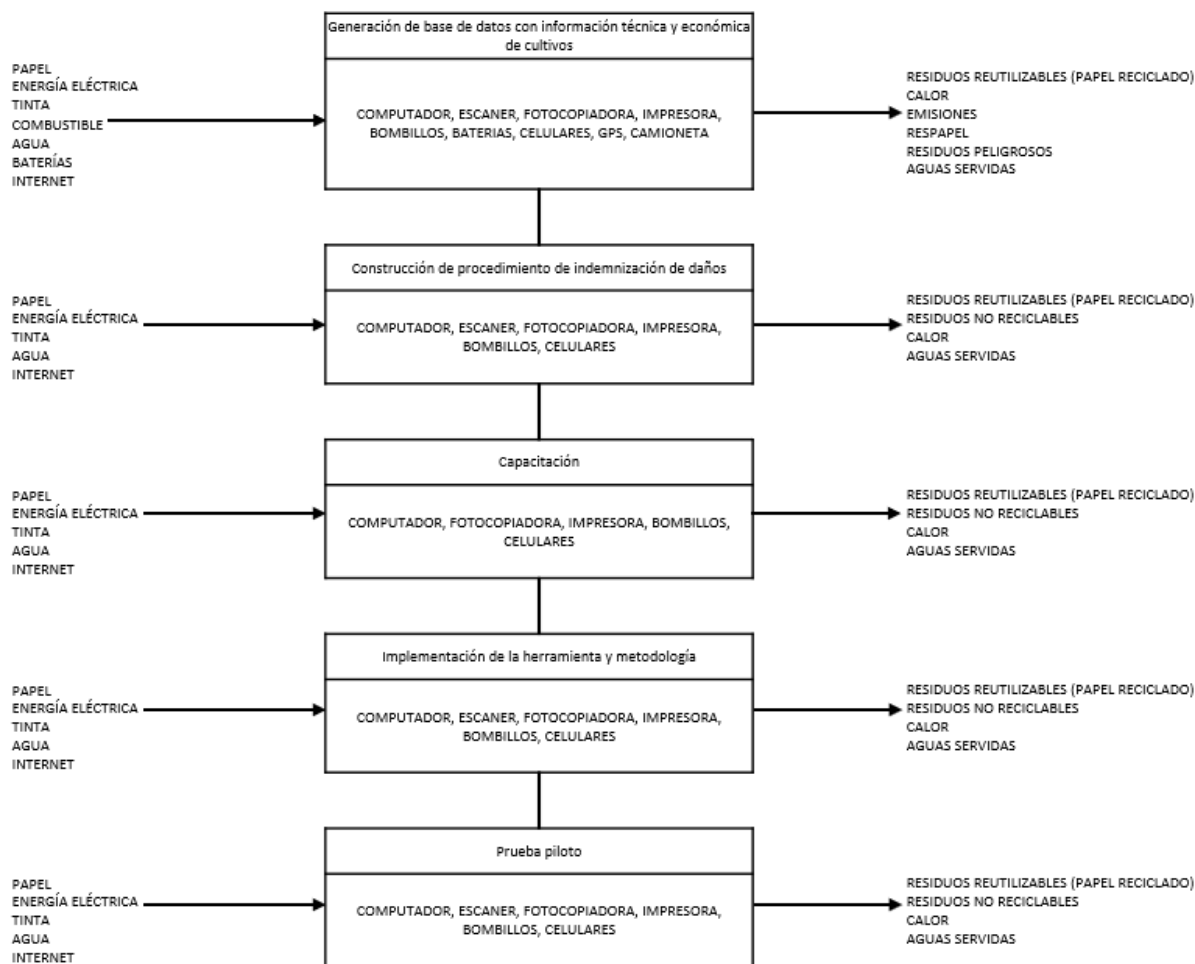 Generación de base de datos con información técnica y económica
de cultivos
PAPEL
ENERGÍA ELÉCTRICA
TINTA
COMBUSTIBLE
AGUA
BATERÍAS
INTERNET
COMPUTADOR, ESCANER, FOTOCOPIADORA, IMPRESORA,
BOMBILLOS, BATERIAS, CELULARES, GPS, CAMIONETA
RESIDUOS REUTILIZABLES (PAPEL RECICLADO)
CALOR
EMISIONES
RESPAPEL
RESIDUOS PELIGROSOS
AGUAS SERVIDAS
Construcción de procedimiento de indemnización de daños
PAPEL
ENERGÍA ELÉCTRICA
TINTA
AGUA
INTERNET
COMPUTADOR, ESCANER, FOTOCOPIADORA, IMPRESORA,
BOMBILLOS, CELULARES
RESIDUOS REUTILIZABLES (PAPEL RECICLADO)
RESIDUOS NO RECICLABLES
CALOR
AGUAS SERVIDAS
Capacitación
PAPEL
ENERGÍA ELÉCTRICA
TINTA
AGUA
INTERNET
COMPUTADOR, FOTOCOPIADORA, IMPRESORA, BOMBILLOS,
CELULARES
RESIDUOS REUTILIZABLES (PAPEL RECICLADO)
RESIDUOS NO RECICLABLES
CALOR
AGUAS SERVIDAS
Implementación de la herramienta y metodología
PAPEL
ENERGÍA ELÉCTRICA
TINTA
AGUA
INTERNET
COMPUTADOR, ESCANER, FOTOCOPIADORA, IMPRESORA,
BOMBILLOS, CELULARES
RESIDUOS REUTILIZABLES (PAPEL RECICLADO)
RESIDUOS NO RECICLABLES
CALOR
AGUAS SERVIDAS
Prueba piloto
PAPEL
ENERGÍA ELÉCTRICA
TINTA
AGUA
INTERNET
COMPUTADOR, ESCANER, FOTOCOPIADORA, IMPRESORA,
BOMBILLOS, CELULARES
RESIDUOS REUTILIZABLES (PAPEL RECICLADO)
RESIDUOS NO RECICLABLES
CALOR
AGUAS SERVIDAS